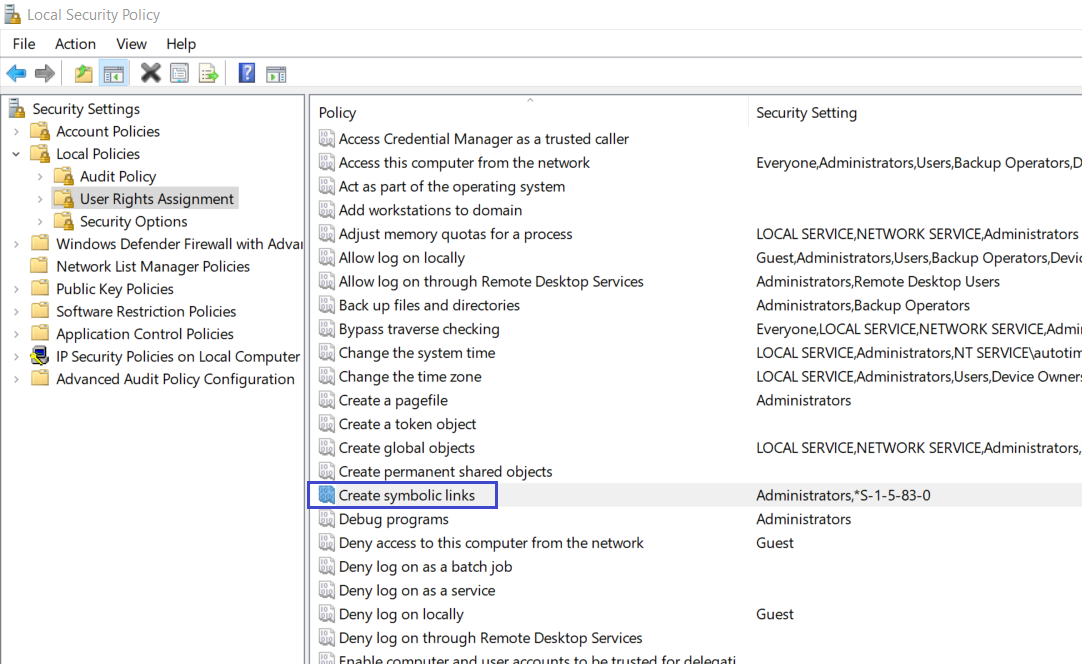 Local Security Policy
File Action View Help
Security Settings
Account Policies
Local Policies
Audit Policy
User Rights Assignment
Security Options
Windows Defender Firewall with Adva
Network List Manager Policies
Public Key Policies
Software Restriction Policies
Application Control Policies
IP Security Policies on Local Computer
Advanced Audit Policy Configuration
Policy Security Setting
Access Credential Manager as a trusted caller
Access this computer from the network Everyone,Administrators,Users,Backup Operators,D
Act as part of the operating system
Add workstations to domain
Adjust memory quotas for a process LOCAL SERVICE,NETWORK SERVICE,Administrators
Allow log on locally Guest,Administrators,Users,Backup Operators,Devic
Allow log on through Remote Desktop Services Administrators,Remote Desktop Users
Back up files and directories Administrators,Backup Operators
Bypass traverse checking Everyone,LOCAL SERVICE,NETWORK SERVICE,Admi
Change the system time LOCAL SERVICE,Administrators,NT SERVICE\autotim
Change the time zone LOCAL SERVICE,Administrators,Users,Device Owners
Create a pagefile Administrators
Create a token object
Create global objects LOCAL SERVICE,NETWORK SERVICE,Administrators,
Create permanent shared objects
Create symbolic links Administrators,*S-1-5-83-0
Debug programs Administrators
Deny access to this computer from the network Guest
Deny log on as a batch job
Deny log on as a service
Deny log on locally Guest
Deny log on through Remote Desktop Services
Enable computer and user accounts to be trusted for delegati